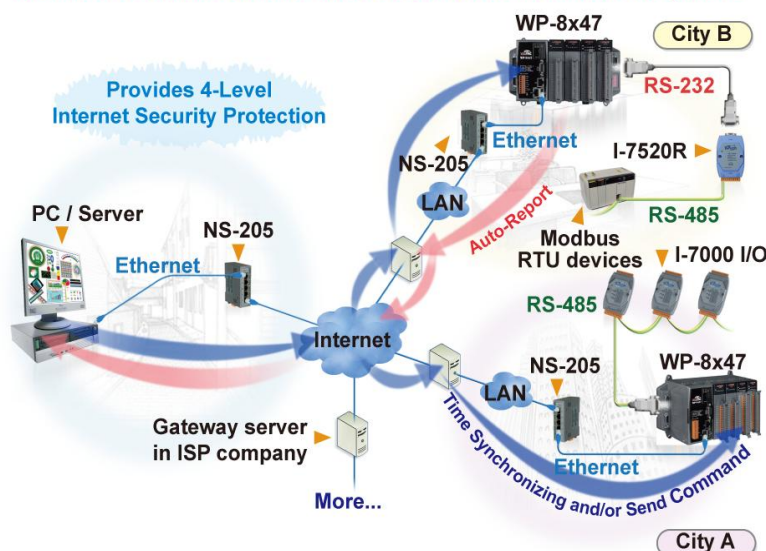 WP-8x47
City B
Provides 4-Level
Internet Security Protection
RS-232
Ethernet
NS-205
I-7520R
LAN
PC / Server
NS-205
Auto-Report
RS-485
Modbus
RTU devices
Ethernet
I-7000 I/O
RS-485
Internet
NS-205
WP-8x47
LAN
Gateway server
in ISP company
Time Synchronizing and/or Send Command
Ethernet
More...
City A